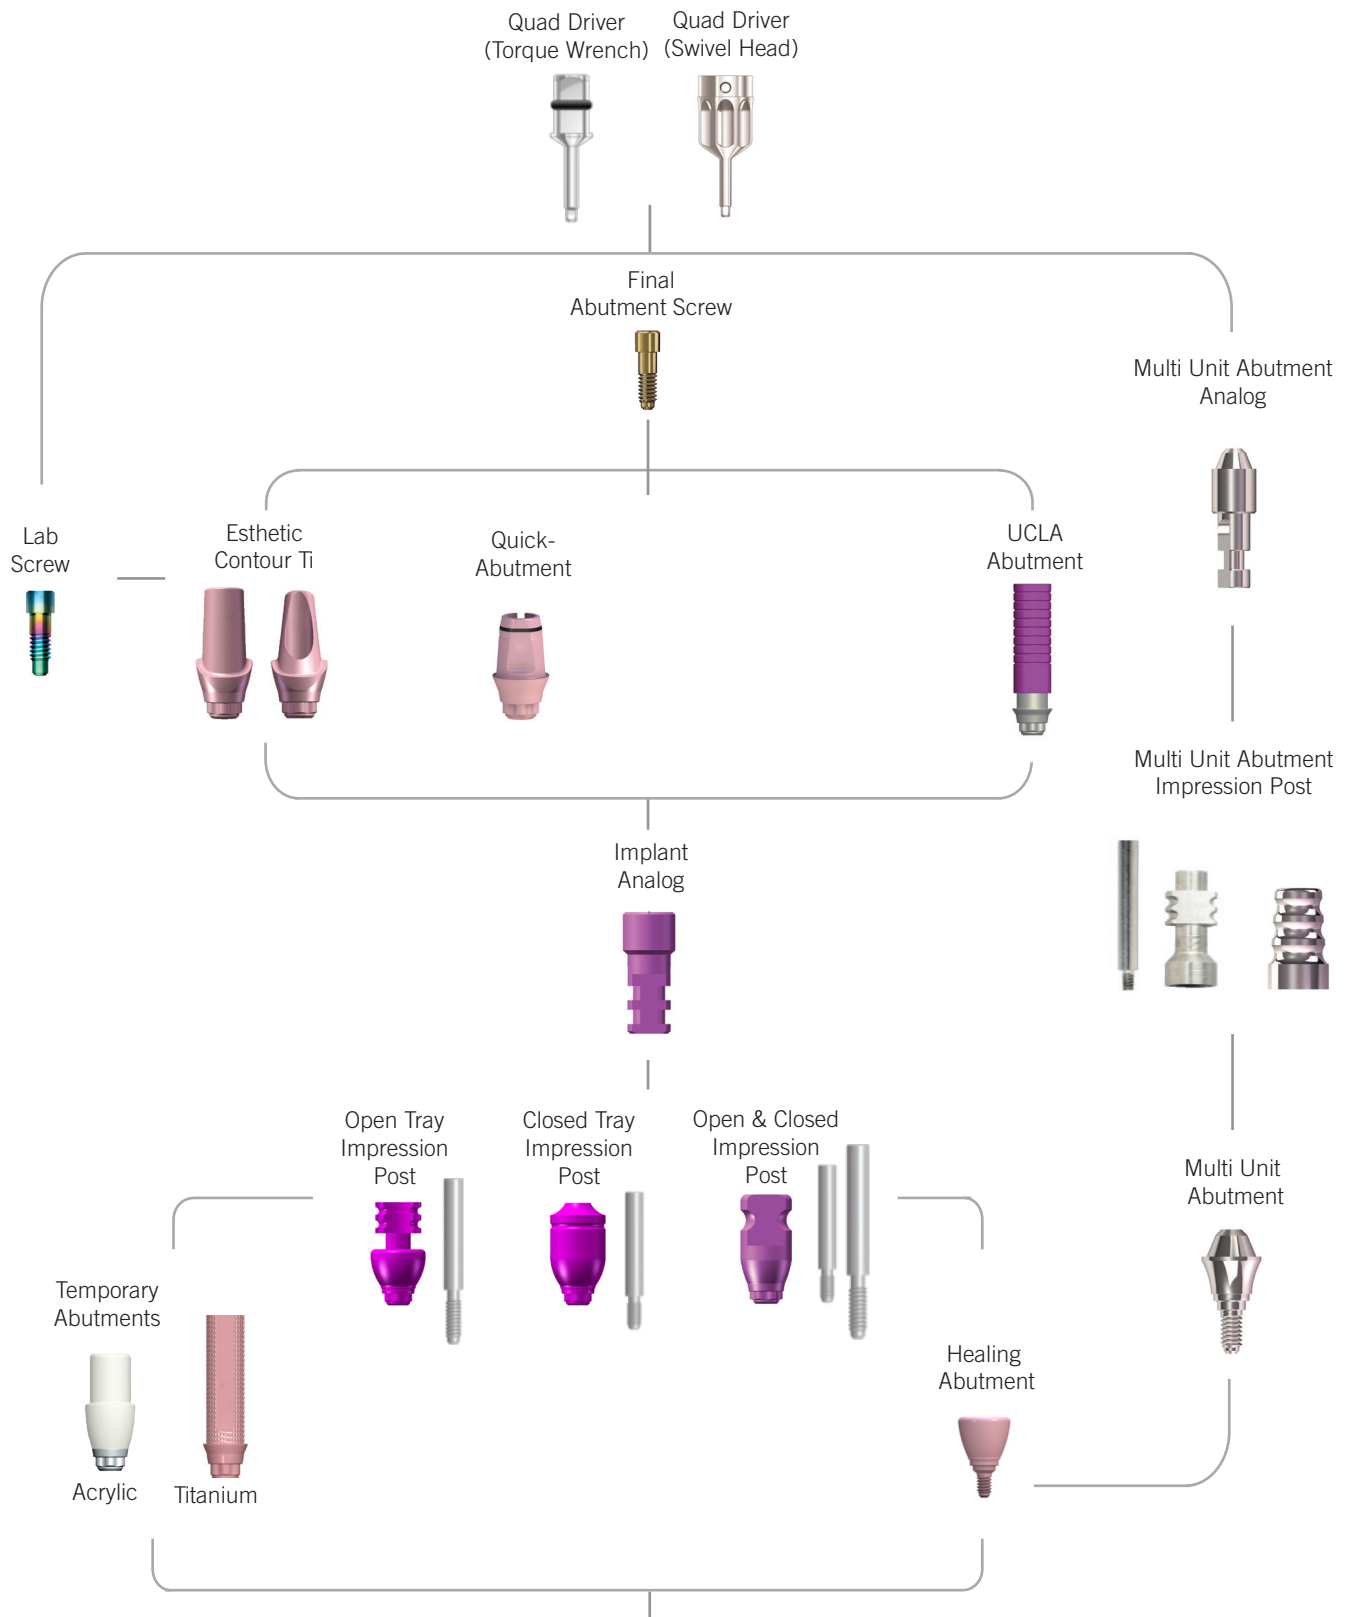 Quad Driver
(Torque Wrench)
Quad Driver
(Swivel Head)
Final
Abutment Screw
Multi Unit Abutment
Analog
Lab
Screw
Esthetic
Contour Ti
Quick-
Abutment
UCLA
Abutment
Multi Unit Abutment
Impression Post
Implant
Analog
Open Tray
Impression
Post
Closed Tray
Impression
Post
Open & Closed
Impression
Post
Multi Unit
Abutment
Temporary
Abutments
Healing
Abutment
Acrylic
Titanium